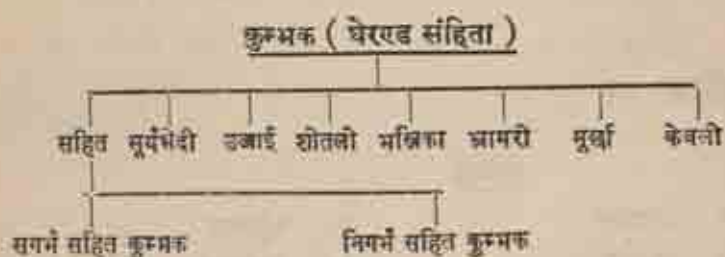 कुम्भक ( घेरण्ड संहिता )
सहित सूर्यभेदी उज्जाई शीतली भस्त्रिका भ्रामरी मूर्छा केवली
सगर्भ सहित कुम्भक निगर्भ सहित कुम्भक